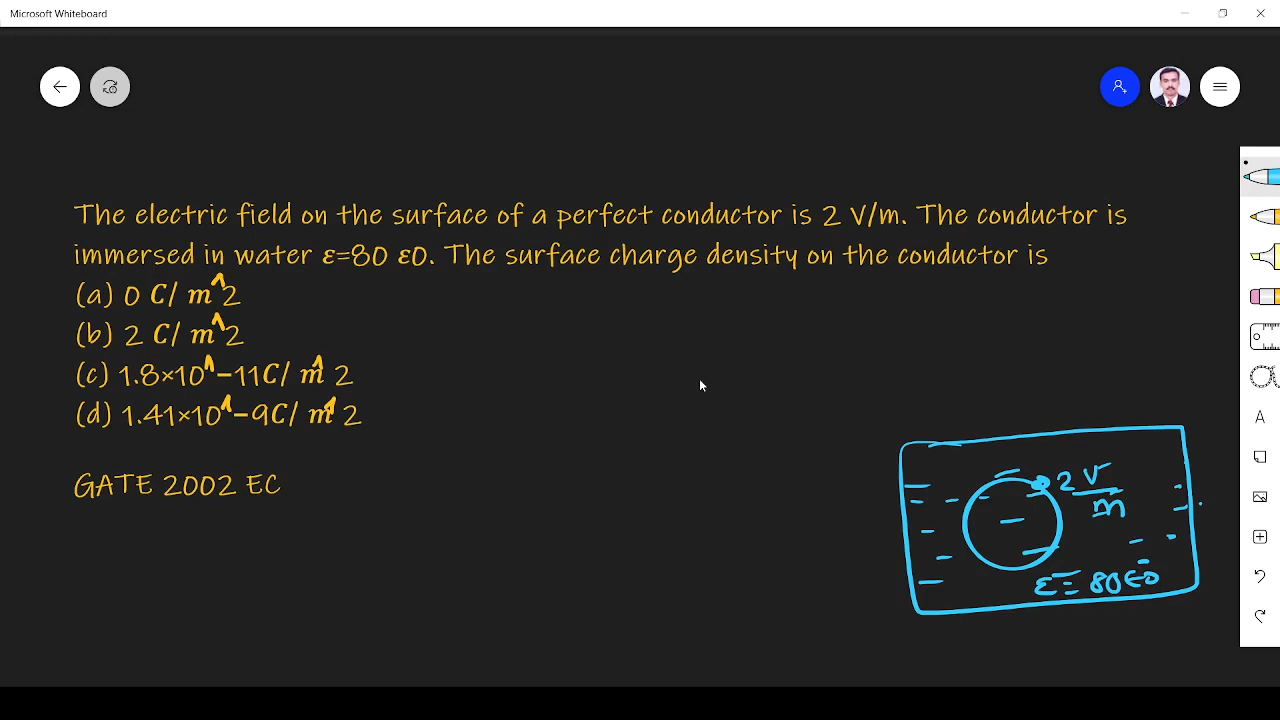 Microsoft Whiteboard
The electric field on the surface of a perfect conductor is 2 V/m. The conductor is
immersed in water ε=80 ε0. The surface charge density on the conductor is
(a) 0 C/ m^2
(b) 2 C/ m^2
(c) 1.8×10^-11C/ m^ 2
(d) 1.41×10^-9C/ m^ 2
GATE 2002 EC
2 V
m
ε = 80 ε0
A